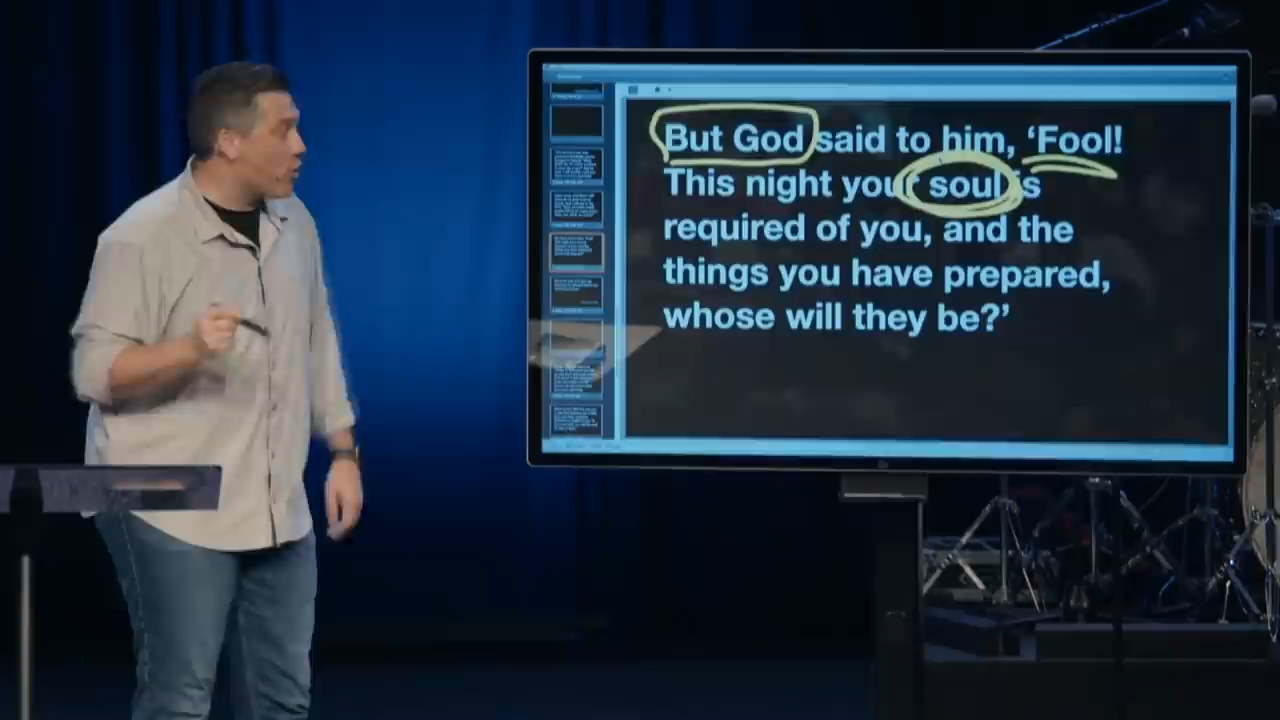 But God said to him, ‘Fool!
This night your soul is
required of you, and the
things you have prepared,
whose will they be?’